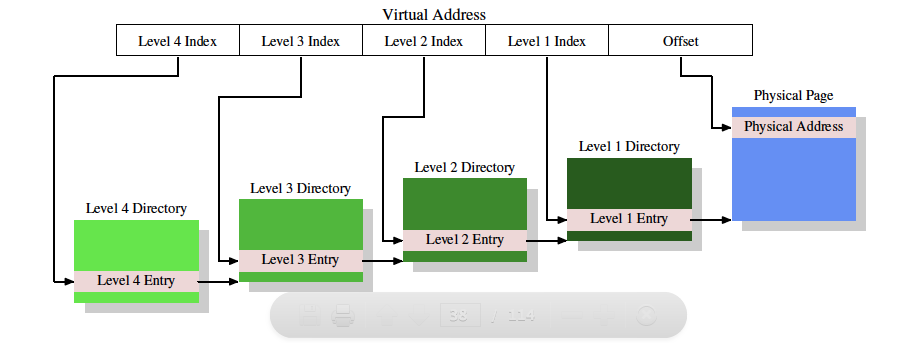 Virtual Address
Level 4 Index Level 3 Index Level 2 Index Level 1 Index Offset
Physical Page
Physical Address
Level 1 Directory
Level 1 Entry
Level 2 Directory
Level 2 Entry
Level 3 Directory
Level 3 Entry
Level 4 Directory
Level 4 Entry
38 / 114